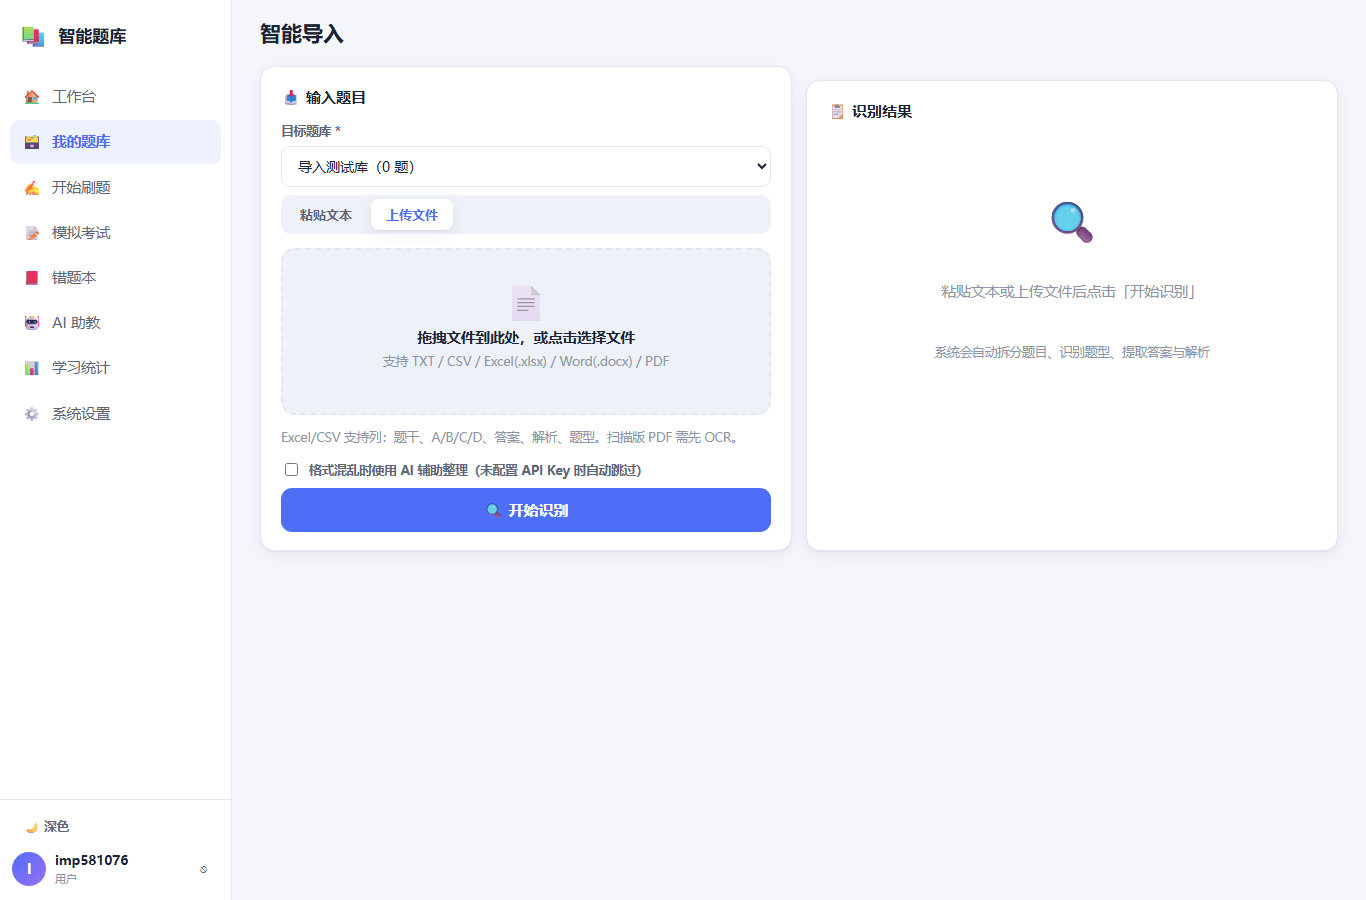 智能题库
工作台
我的题库
开始刷题
模拟考试
错题本
AI 助教
学习统计
系统设置
深色
I
imp581076
用户
智能导入
输入题目
目标题库 *
导入测试库（0 题）
粘贴文本
上传文件
拖拽文件到此处，或点击选择文件
支持 TXT / CSV / Excel(.xlsx) / Word(.docx) / PDF
Excel/CSV 支持列：题干、A/B/C/D、答案、解析、题型。扫描版 PDF 需先 OCR。
格式混乱时使用 AI 辅助整理（未配置 API Key 时自动跳过）
开始识别
识别结果
粘贴文本或上传文件后点击「开始识别」
系统会自动拆分题目、识别题型、提取答案与解析